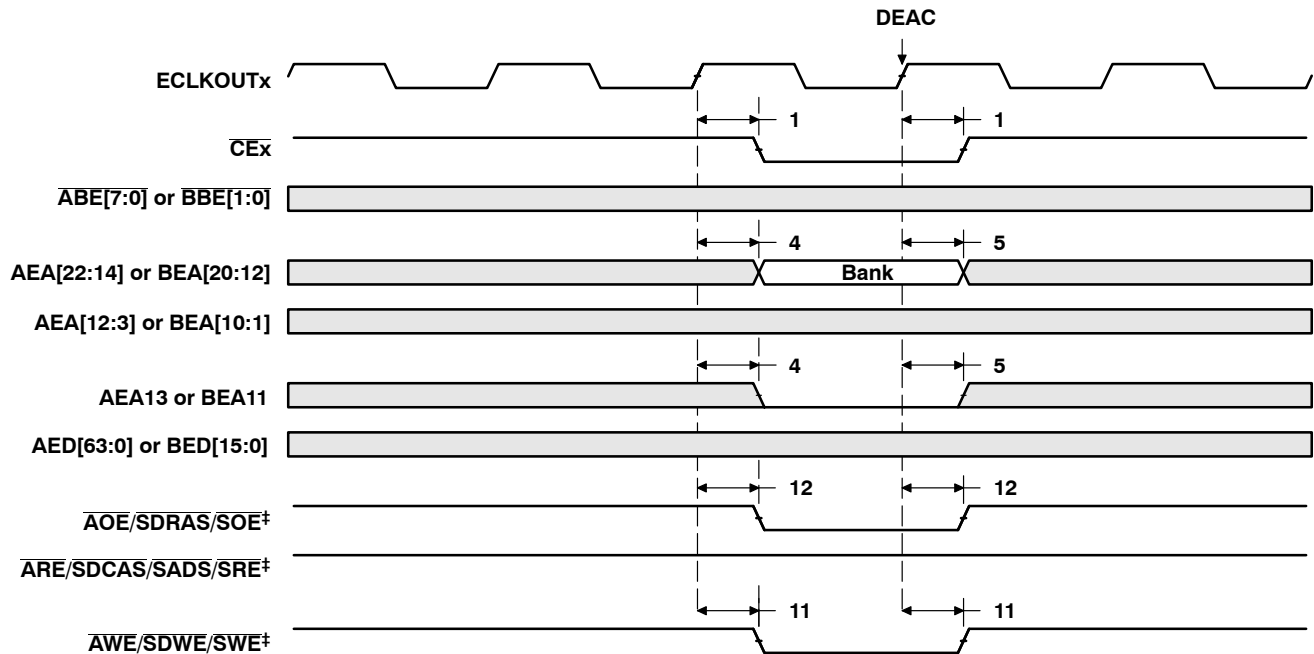 DEAC
ECLKOUTx
1 1
CEx
ABE[7:0] or BBE[1:0]
4 5
AEA[22:14] or BEA[20:12] Bank
AEA[12:3] or BEA[10:1]
4 5
AEA13 or BEA11
AED[63:0] or BED[15:0]
12 12
AOE/SDRAS/SOE‡
ARE/SDCAS/SADS/SRE‡
11 11
AWE/SDWE/SWE‡